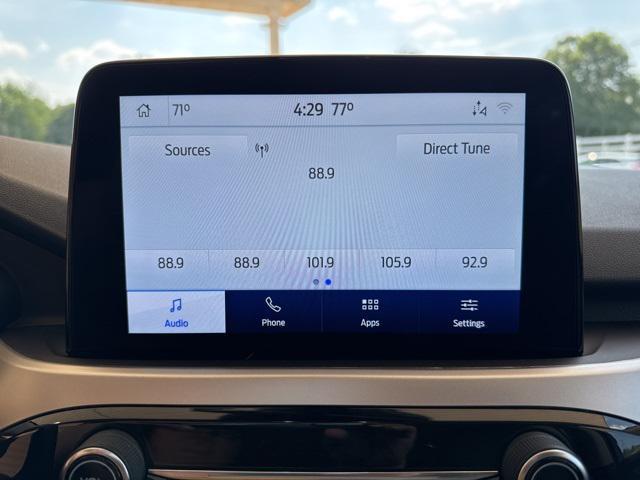 71° 4:29 77°
Sources Direct Tune
88.9
88.9 88.9 101.9 105.9 92.9
Audio Phone Apps Settings
VOL